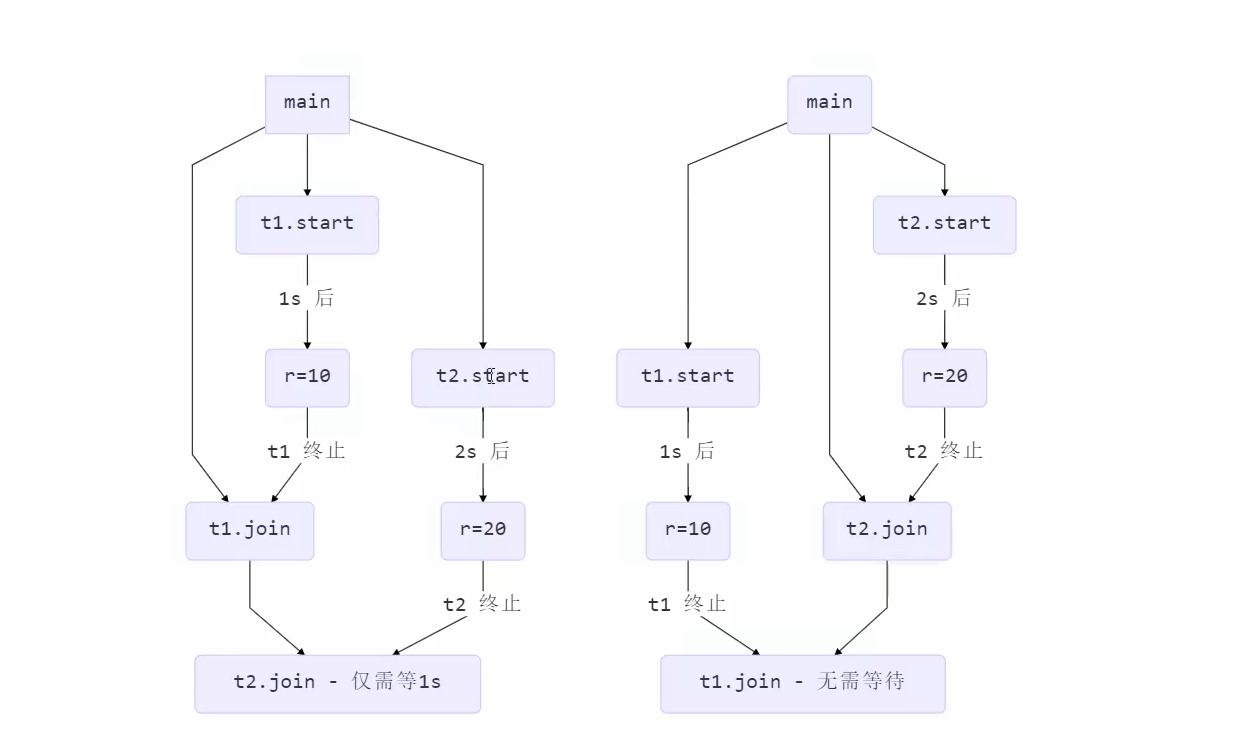 main
t1.start
1s 后
r=10
t2.start
t1 终止
2s 后
t1.join
r=20
t2 终止
t2.join - 仅需等1s
main
t2.start
2s 后
t1.start
r=20
1s 后
t2 终止
r=10
t2.join
t1 终止
t1.join - 无需等待